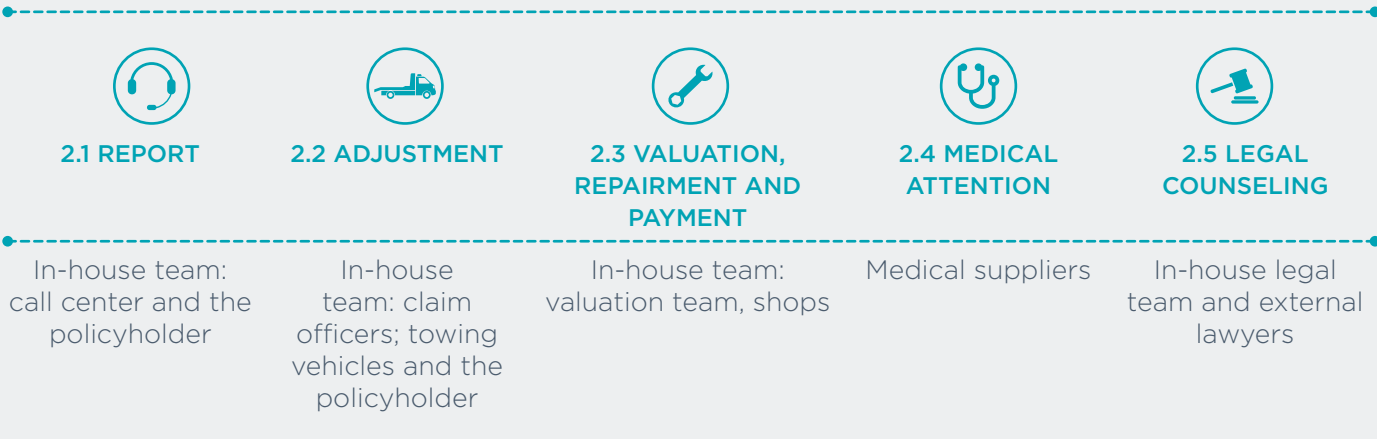 2.1 REPORT
2.2 ADJUSTMENT
2.3 VALUATION,
REPAIRMENT AND
PAYMENT
2.4 MEDICAL
ATTENTION
2.5 LEGAL
COUNSELING
In-house team:
call center and the
policyholder
In-house
team: claim
officers; towing
vehicles and the
policyholder
In-house team:
valuation team, shops
Medical suppliers
In-house legal
team and external
lawyers